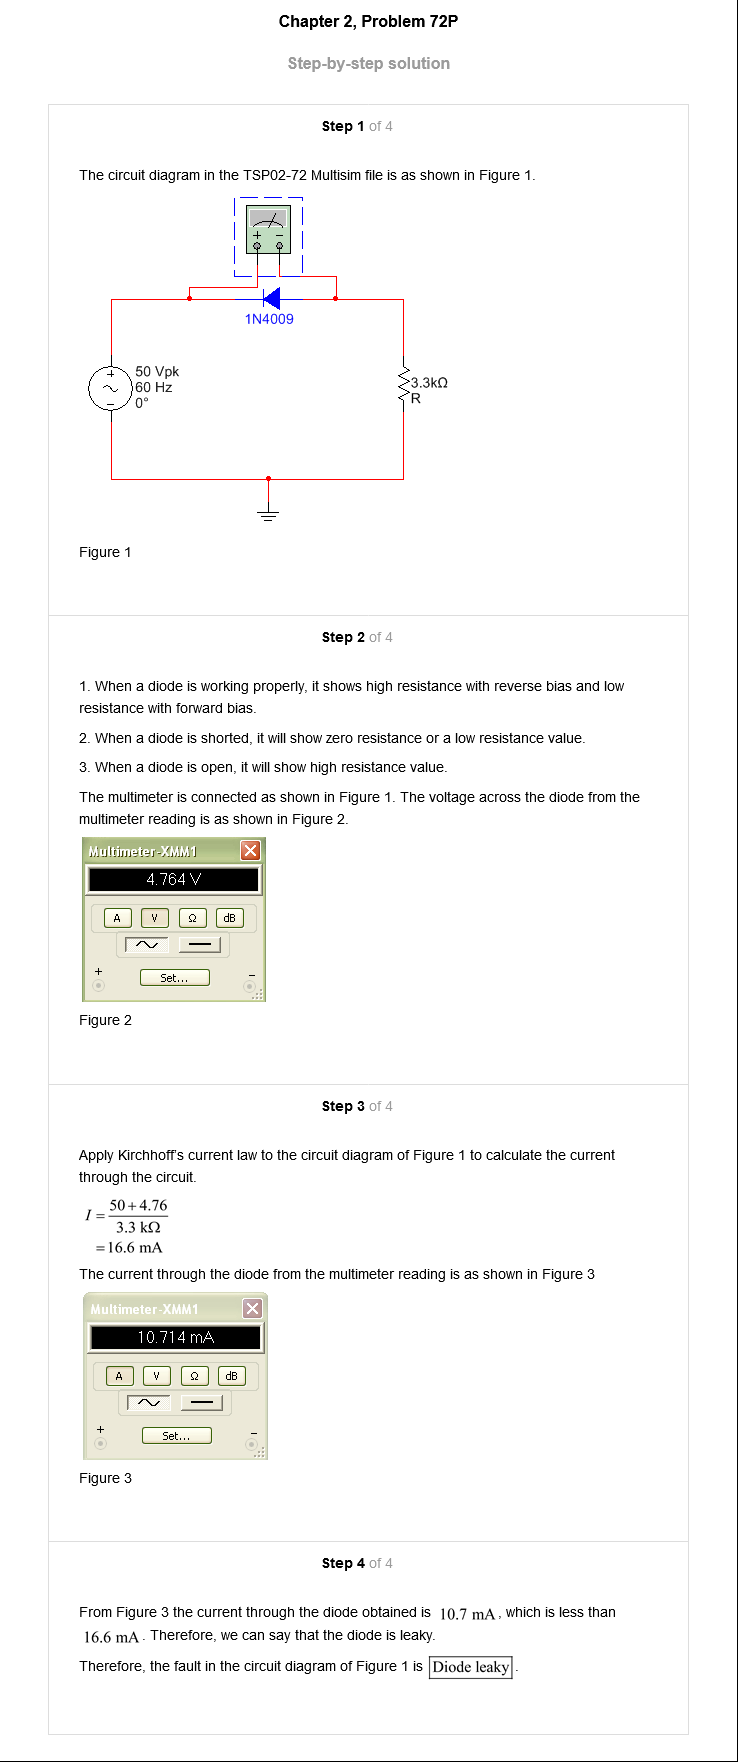 Chapter 2, Problem 72P
Step-by-step solution
Step 1 of 4
The circuit diagram in the TSP02-72 Multisim file is as shown in Figure 1.
+ −
1N4009
+
50 Vpk
60 Hz
0°
−
3.3kΩ
R
Figure 1
Step 2 of 4
1. When a diode is working properly, it shows high resistance with reverse bias and low
resistance with forward bias.
2. When a diode is shorted, it will show zero resistance or a low resistance value.
3. When a diode is open, it will show high resistance value.
The multimeter is connected as shown in Figure 1. The voltage across the diode from the
multimeter reading is as shown in Figure 2.
Multimeter-XMM1
4.764 V
A V Ω dB
+ Set... −
Figure 2
Step 3 of 4
Apply Kirchhoff's current law to the circuit diagram of Figure 1 to calculate the current
through the circuit.
I = 50 + 4.76 / 3.3 kΩ
= 16.6 mA
The current through the diode from the multimeter reading is as shown in Figure 3
Multimeter-XMM1
10.714 mA
A V Ω dB
+ Set... −
Figure 3
Step 4 of 4
From Figure 3 the current through the diode obtained is 10.7 mA, which is less than
16.6 mA. Therefore, we can say that the diode is leaky.
Therefore, the fault in the circuit diagram of Figure 1 is Diode leaky.